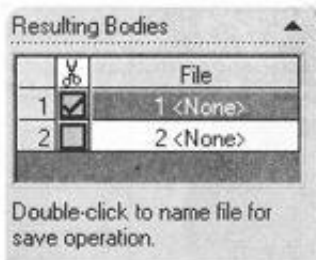 Resulting Bodies
File
1 1 <None>
2 2 <None>
Double-click to name file for
save operation.